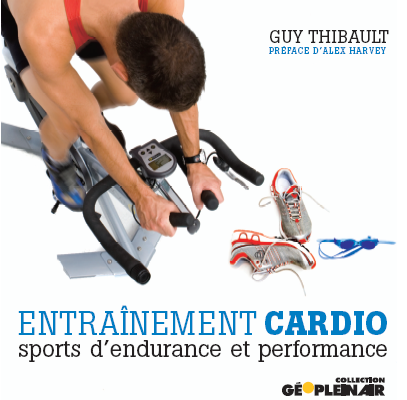 GUY THIBAULT
PRÉFACE D'ALEX HARVEY
ENTRAÎNEMENT CARDIO
sports d'endurance et performance
COLLECTION
GÉOPLEINAIR